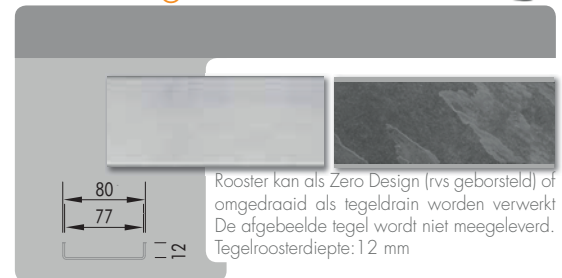 Rooster kan als Zero Design (rvs geborsteld) of
omgedraaid als tegeldrain worden verwerkt
De afgebeelde tegel wordt niet meegeleverd.
Tegelroosterdiepte:12 mm
80
77
12